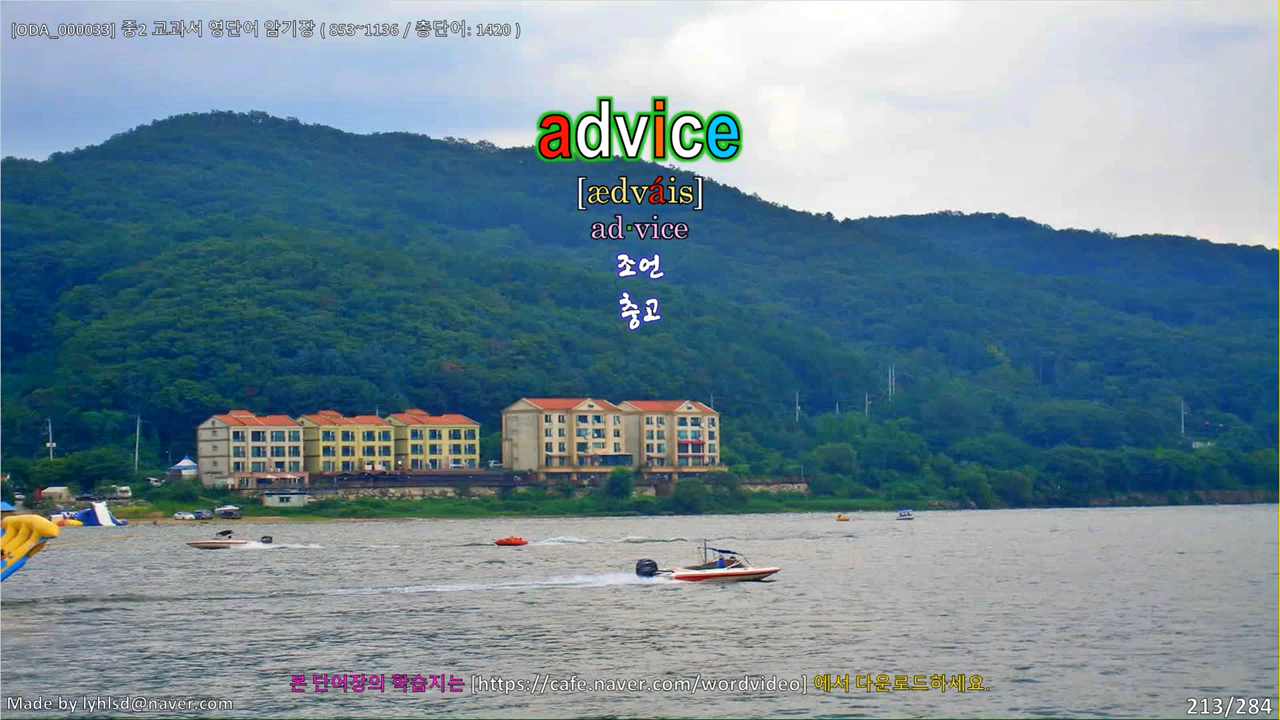 [ODA_000033] 중2 교과서 영단어 암기장 ( 853~1136 / 총단어: 1420 )
advice
[ædváis]
ad·vice
조언
충고
본 단어장의 학습지는 [https://cafe.naver.com/wordvideo] 에서 다운로드하세요.
Made by lyhlsd@naver.com
213/284